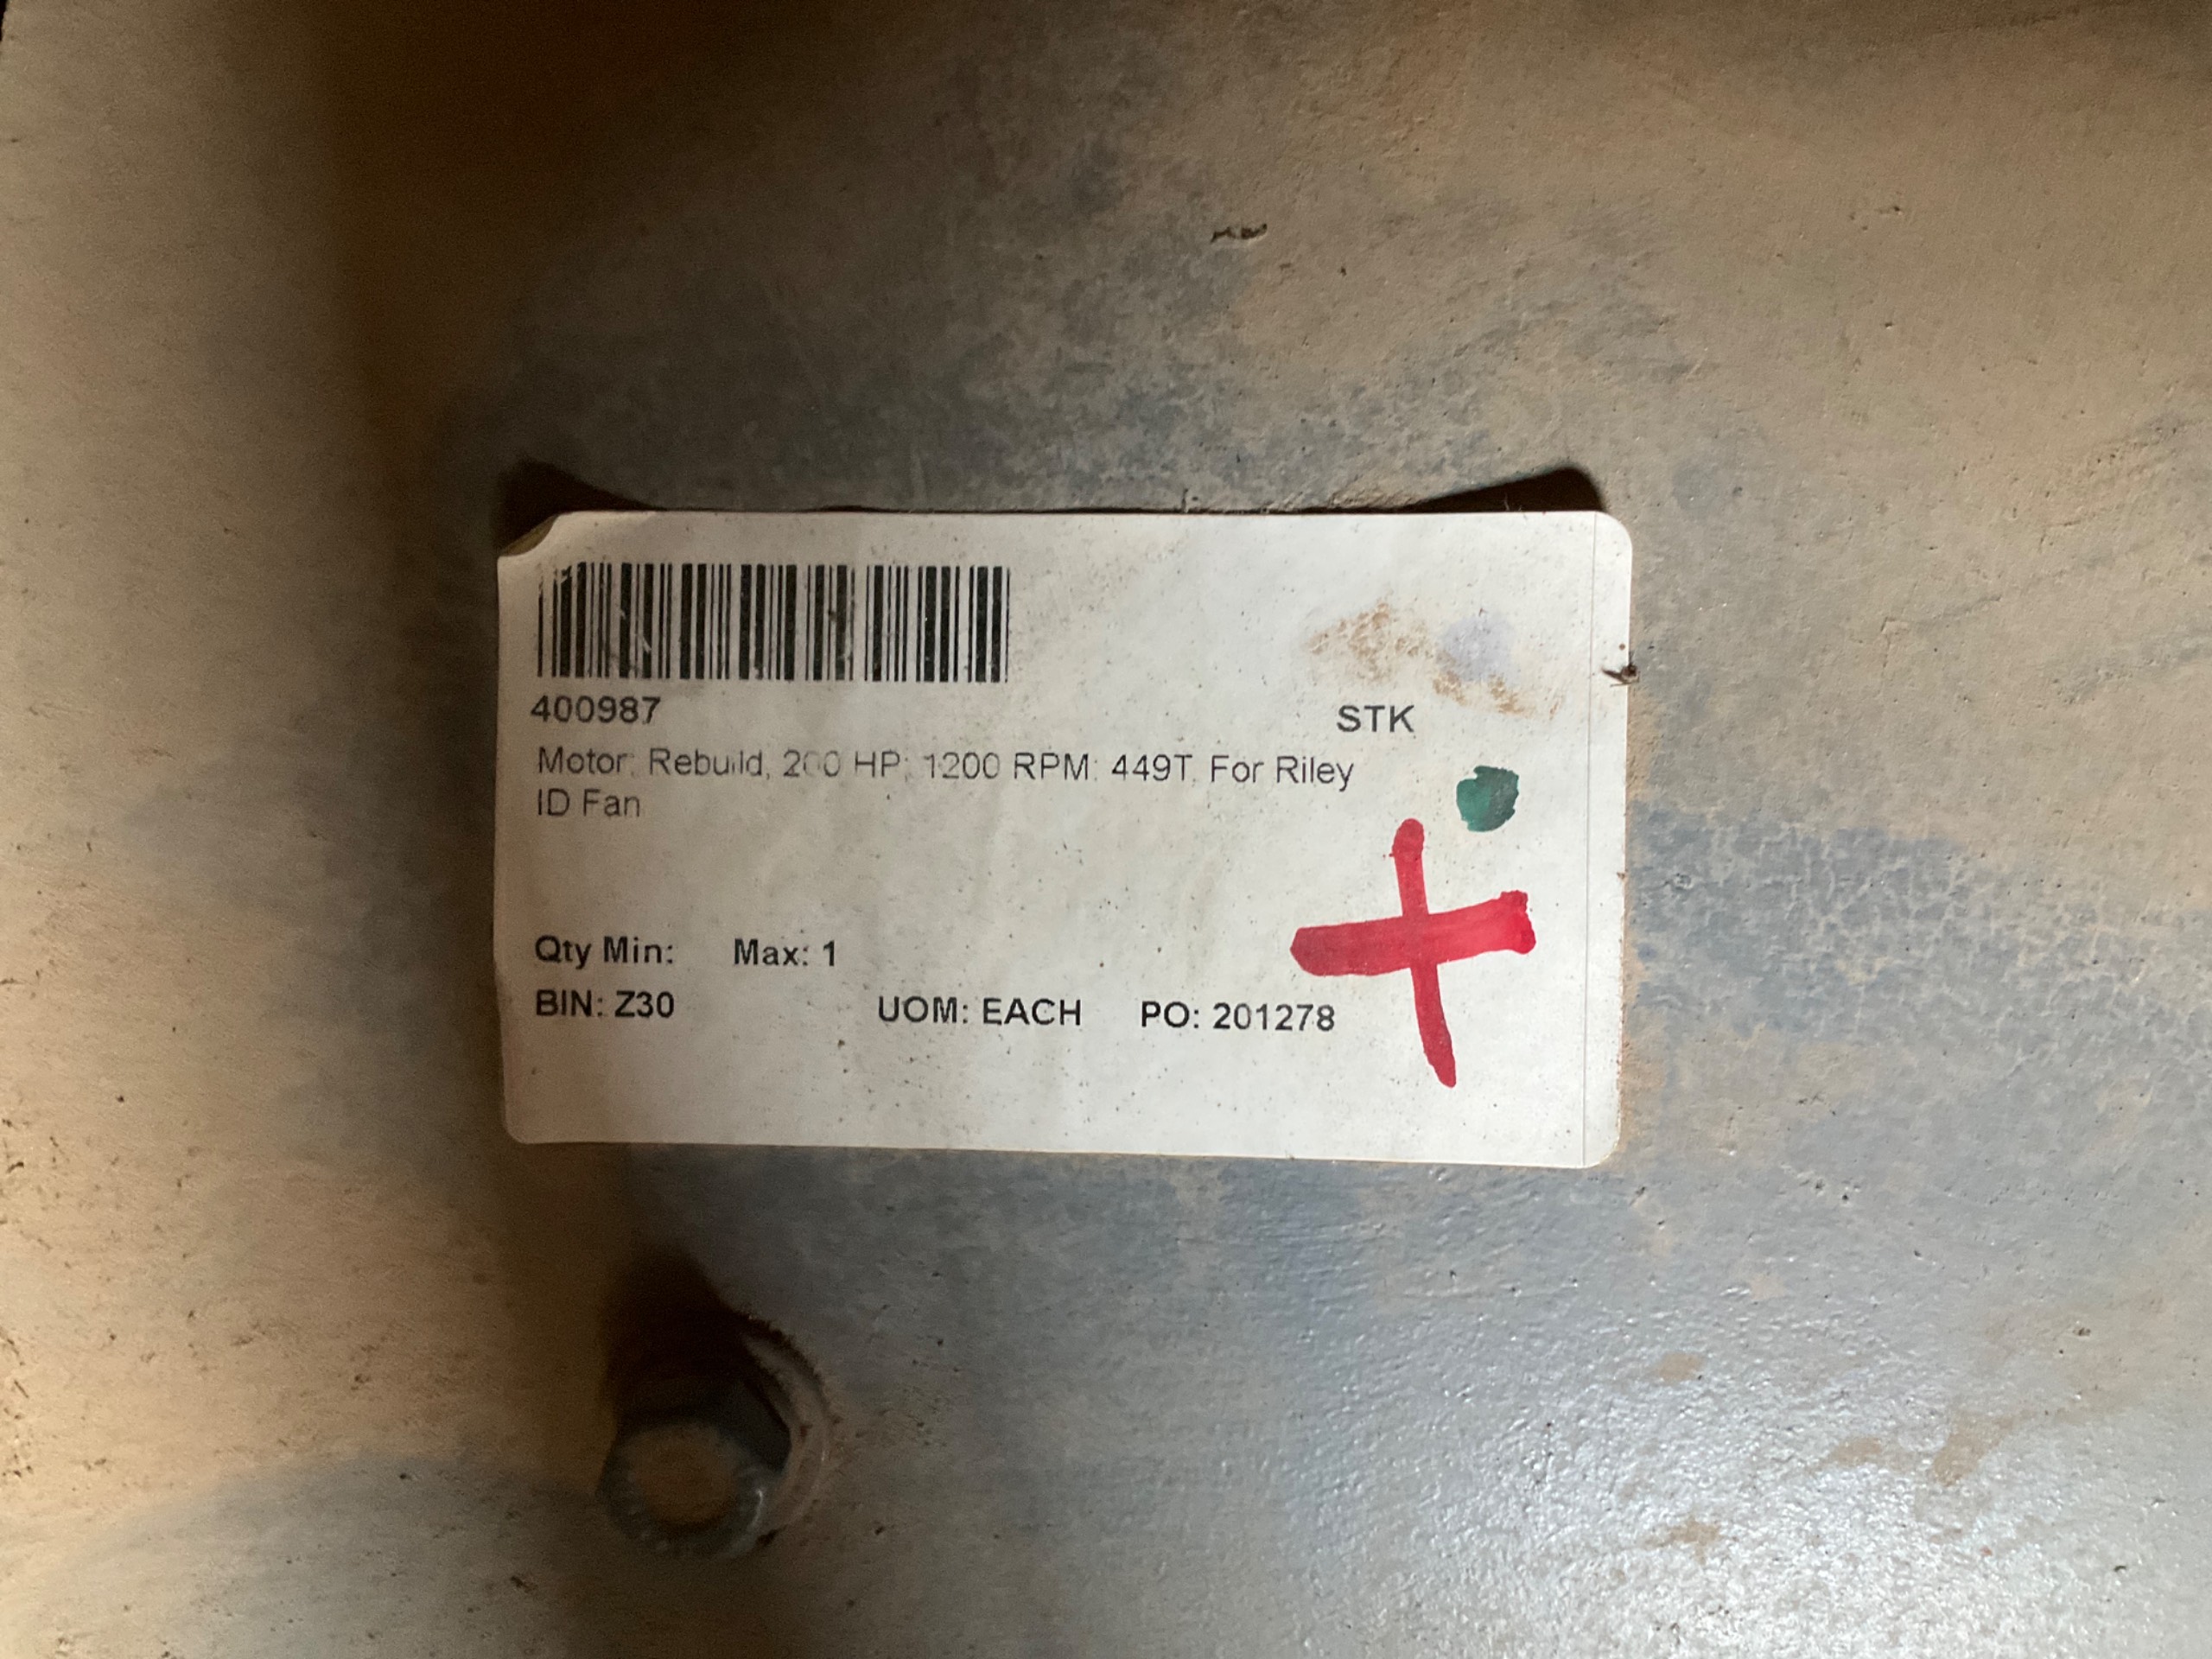 400987
STK
Motor; Rebuild, 200 HP; 1200 RPM; 449T, For Riley
ID Fan
Qty Min: Max: 1
BIN: Z30 UOM: EACH PO: 201278